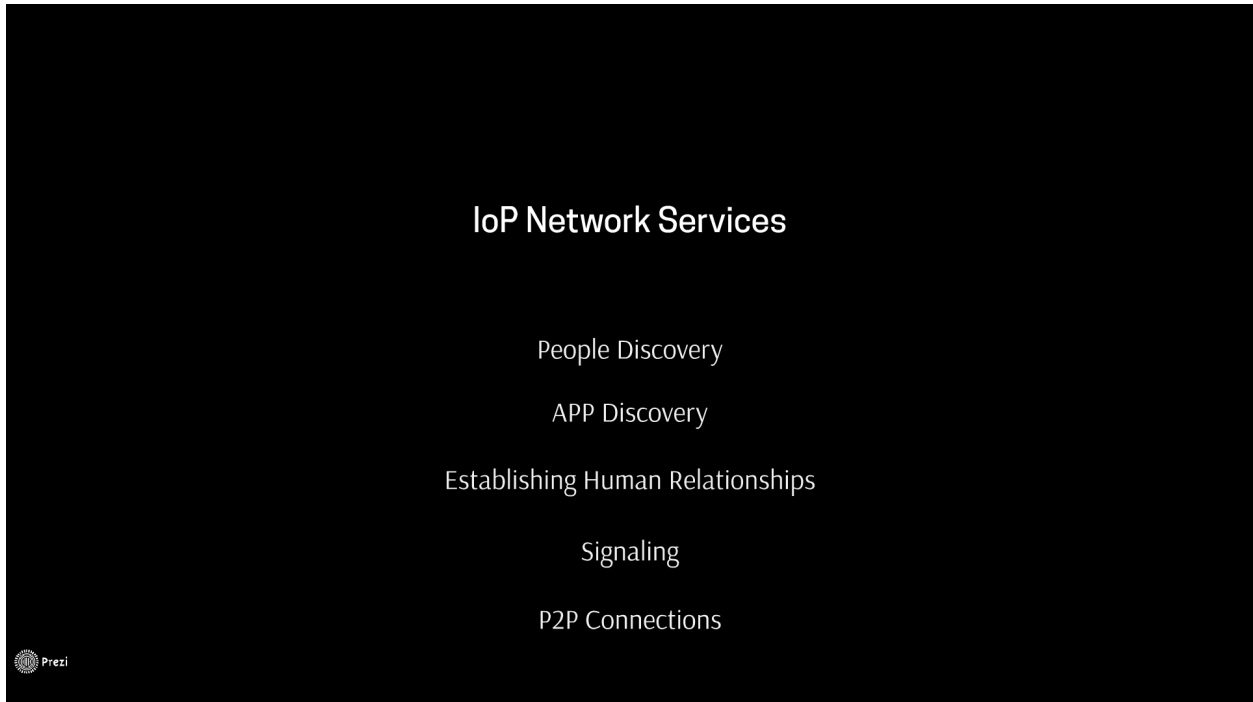 IoP Network Services
People Discovery
APP Discovery
Establishing Human Relationships
Signaling
P2P Connections
Prezi